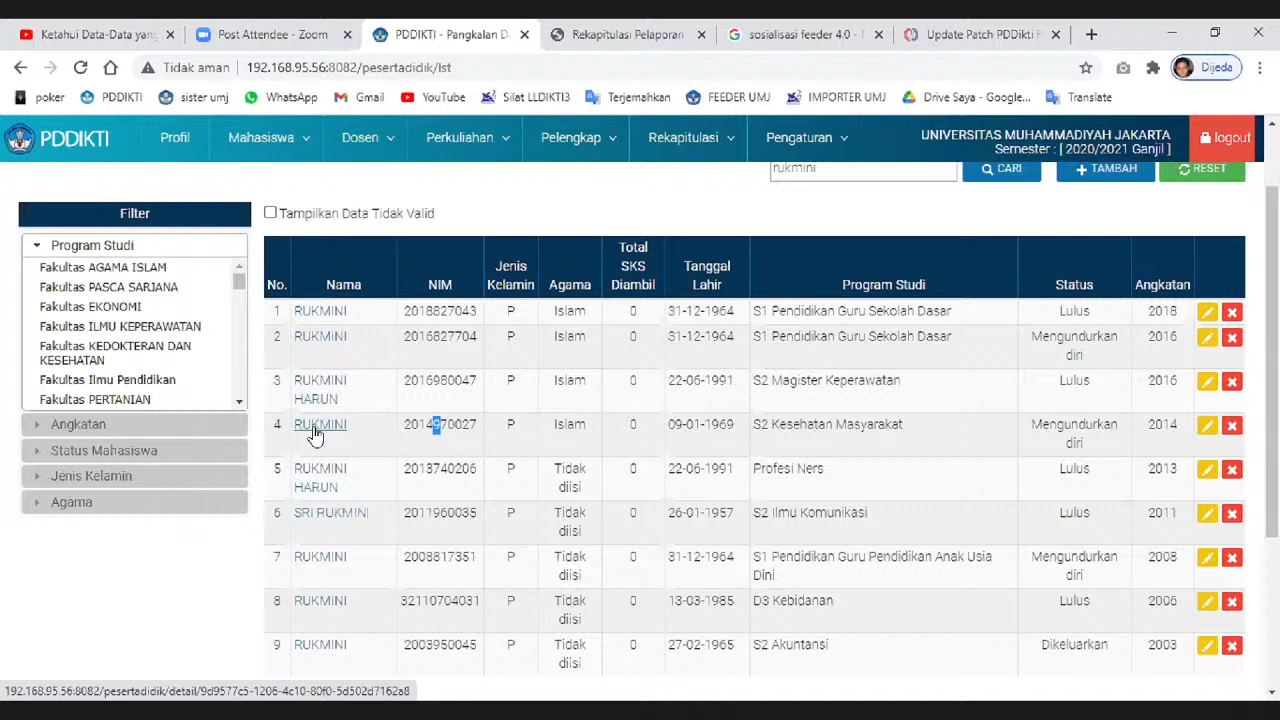 Ketahui Data-Data yang
Post Attendee - Zoom
PDDIKTI - Pangkalan D
Rekapitulasi Pelaporan
sosialisasi feeder 4.0 -
Update Patch PDDikti F
Tidak aman 192.168.95.56:8082/pesertadidik/lst
Dijeda
poker PDDIKTI sister umj WhatsApp Gmail YouTube Silat LLDIKTI3 Terjemahkan FEEDER UMJ IMPORTER UMJ Drive Saya - Google... Translate
PDDIKTI Profil Mahasiswa Dosen Perkuliahan Pelengkap Rekapitulasi Pengaturan
UNIVERSITAS MUHAMMADIYAH JAKARTA
Semester : [ 2020/2021 Ganjil ]
logout
rukmini CARI TAMBAH RESET
Filter
Program Studi
Fakultas AGAMA ISLAM
Fakultas PASCA SARJANA
Fakultas EKONOMI
Fakultas ILMU KEPERAWATAN
Fakultas KEDOKTERAN DAN
KESEHATAN
Fakultas Ilmu Pendidikan
Fakultas PERTANIAN
Angkatan
Status Mahasiswa
Jenis Kelamin
Agama
Tampilkan Data Tidak Valid
No. Nama NIM Jenis Kelamin Agama Total SKS Diambil Tanggal Lahir Program Studi Status Angkatan
1 RUKMINI 2018827043 P Islam 0 31-12-1964 S1 Pendidikan Guru Sekolah Dasar Lulus 2018
2 RUKMINI 2016827704 P Islam 0 31-12-1964 S1 Pendidikan Guru Sekolah Dasar Mengundurkan diri 2016
3 RUKMINI HARUN 2016980047 P Islam 0 22-06-1991 S2 Magister Keperawatan Lulus 2016
4 RUKMINI 2014970027 P Islam 0 09-01-1969 S2 Kesehatan Masyarakat Mengundurkan diri 2014
5 RUKMINI HARUN 2013740206 P Tidak diisi 0 22-06-1991 Profesi Ners Lulus 2013
6 SRI RUKMINI 2011960035 P Tidak diisi 0 26-01-1957 S2 Ilmu Komunikasi Lulus 2011
7 RUKMINI 2008817351 P Tidak diisi 0 31-12-1964 S1 Pendidikan Guru Pendidikan Anak Usia Dini Mengundurkan diri 2008
8 RUKMINI 32110704031 P Tidak diisi 0 13-03-1985 D3 Kebidanan Lulus 2006
9 RUKMINI 2003950045 P Tidak diisi 0 27-02-1965 S2 Akuntansi Dikeluarkan 2003
192.168.95.56:8082/pesertadidik/detail/9d9577c5-1206-4c10-80f0-5d502d7162a8